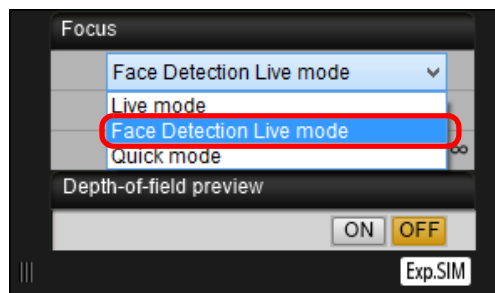 Focus
Face Detection Live mode
Live mode
Face Detection Live mode
Quick mode
∞
Depth-of-field preview
ON OFF
Exp.SIM